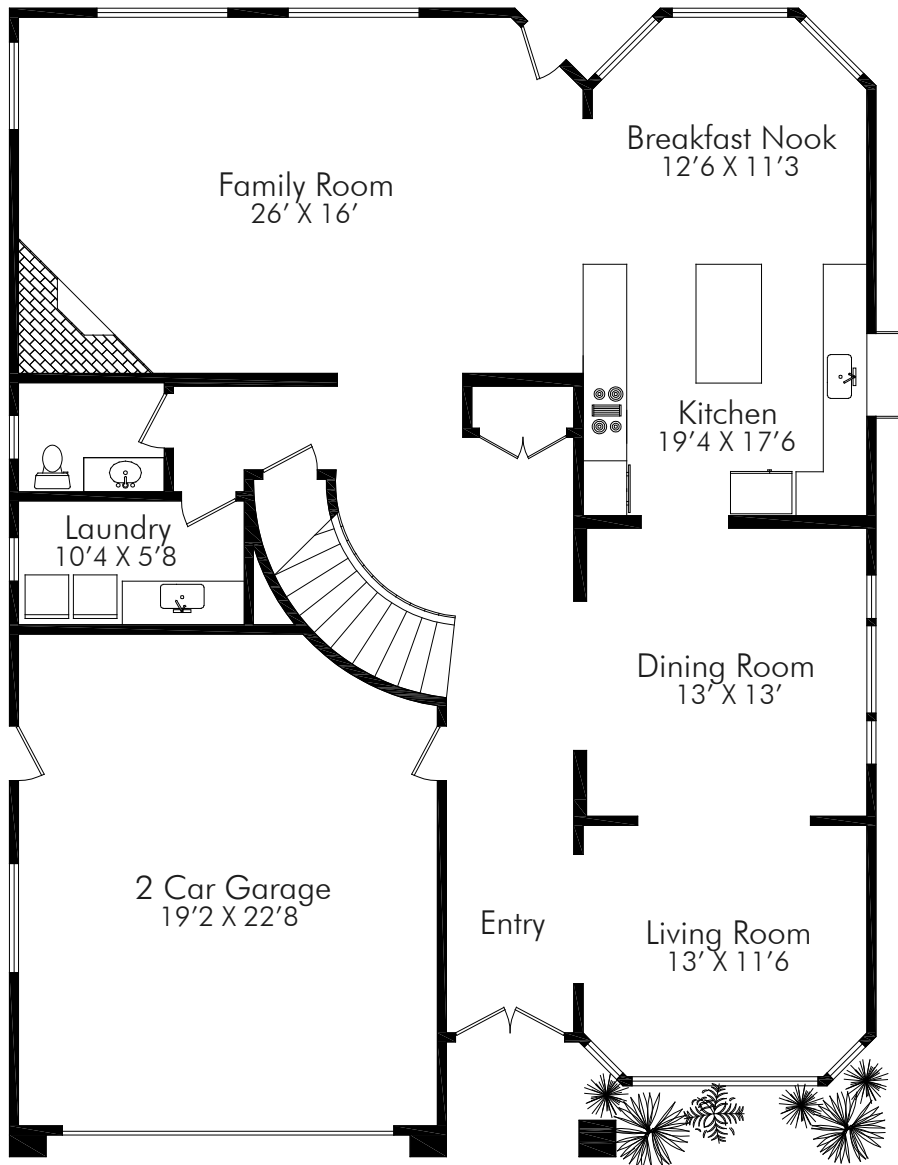 Breakfast Nook
12’6 X 11’3
Family Room
26’ X 16’
Kitchen
19’4 X 17’6
Laundry
10’4 X 5’8
Dining Room
13’ X 13’
2 Car Garage
19’2 X 22’8
Entry
Living Room
13’ X 11’6